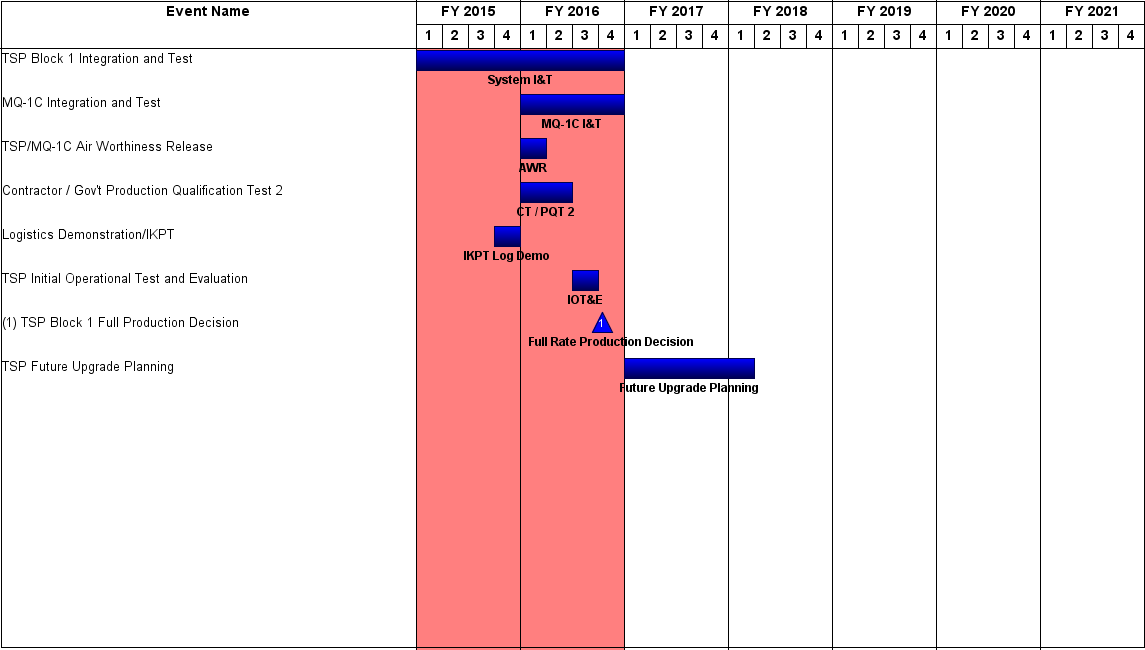 Event Name FY 2015 FY 2016 FY 2017 FY 2018 FY 2019 FY 2020 FY 2021
1 2 3 4 1 2 3 4 1 2 3 4 1 2 3 4 1 2 3 4 1 2 3 4 1 2 3 4
TSP Block 1 Integration and Test
System I&T
MQ-1C Integration and Test
MQ-1C I&T
TSP/MQ-1C Air Worthiness Release
AWR
Contractor / Gov't Production Qualification Test 2
CT / PQT 2
Logistics Demonstration/IKPT
IKPT Log Demo
TSP Initial Operational Test and Evaluation
IOT&E
(1) TSP Block 1 Full Production Decision
1
Full Rate Production Decision
TSP Future Upgrade Planning
Future Upgrade Planning